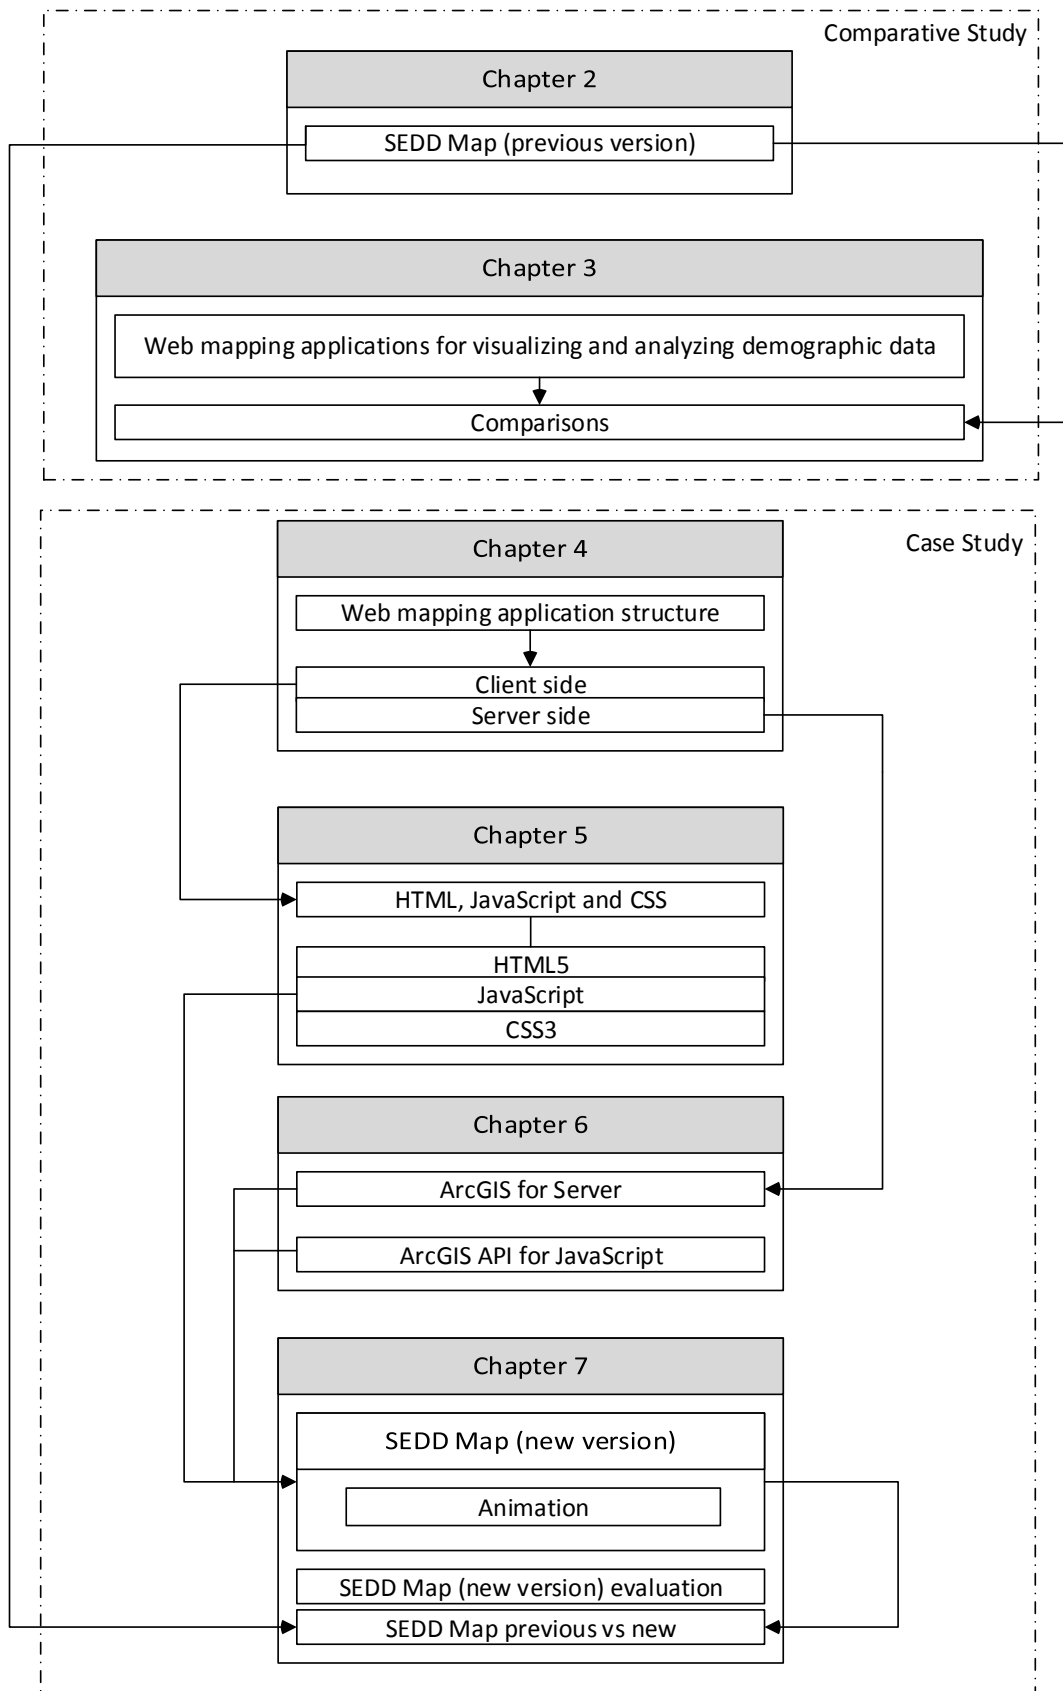 Comparative Study
Chapter 2
SEDD Map (previous version)
Chapter 3
Web mapping applications for visualizing and analyzing demographic data
Comparisons
Case Study
Chapter 4
Web mapping application structure
Client side
Server side
Chapter 5
HTML, JavaScript and CSS
HTML5
JavaScript
CSS3
Chapter 6
ArcGIS for Server
ArcGIS API for JavaScript
Chapter 7
SEDD Map (new version)
Animation
SEDD Map (new version) evaluation
SEDD Map previous vs new